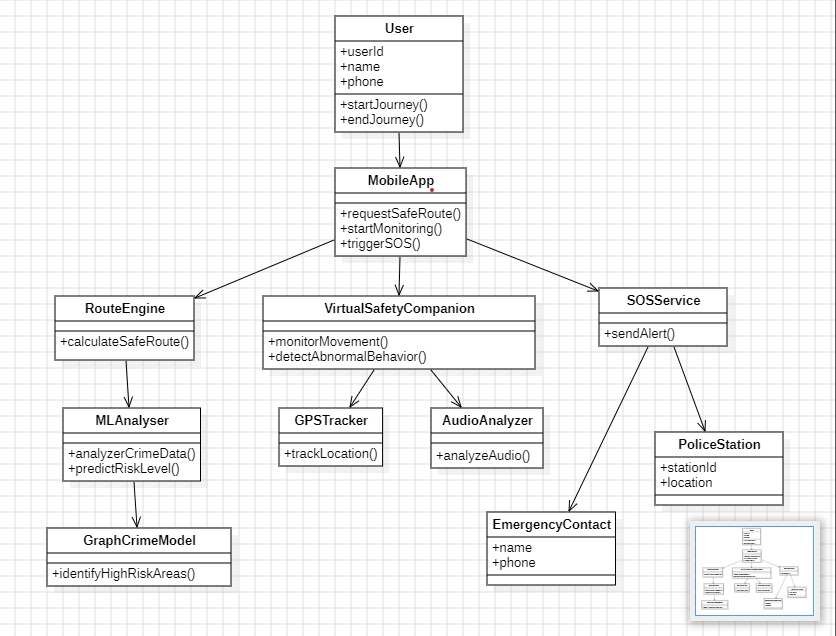 User
+userId
+name
+phone
+startJourney()
+endJourney()
MobileApp
+requestSafeRoute()
+startMonitoring()
+triggerSOS()
RouteEngine
+calculateSafeRoute()
VirtualSafetyCompanion
+monitorMovement()
+detectAbnormalBehavior()
SOSService
+sendAlert()
MLAnalyser
+analyzerCrimeData()
+predictRiskLevel()
GPSTracker
+trackLocation()
AudioAnalyzer
+analyzeAudio()
PoliceStation
+stationId
+location
EmergencyContact
+name
+phone
GraphCrimeModel
+identifyHighRiskAreas()